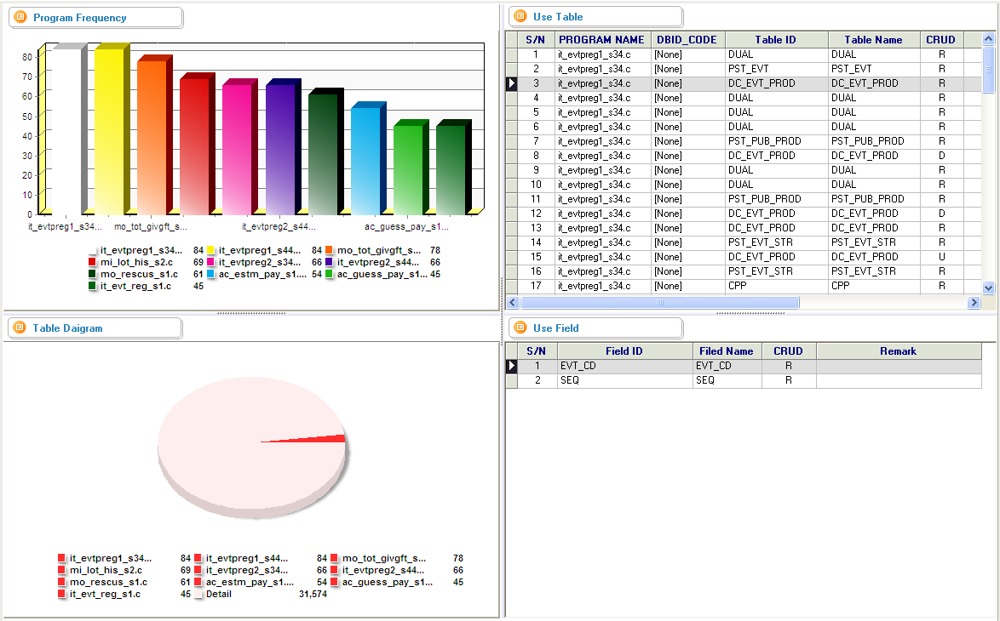 Program Frequency
80
70
60
50
40
30
20
10
0
it_evtpreg1_s34... mo_tot_givgft_s... it_evtpreg2_s44... ac_guess_pay_s1...
it_evtpreg1_s34... 84 it_evtpreg1_s44... 84 mo_tot_givgft_s... 78
mi_lot_his_s2.c 69 it_evtpreg2_s34... 66 it_evtpreg2_s44... 66
mo_rescus_s1.c 61 ac_estm_pay_s1.... 54 ac_guess_pay_s1... 45
it_evt_reg_s1.c 45
Use Table
S/N PROGRAM NAME DBID_CODE Table ID Table Name CRUD
1 it_evtpreg1_s34.c [None] DUAL DUAL R
2 it_evtpreg1_s34.c [None] PST_EVT PST_EVT R
3 it_evtpreg1_s34.c [None] DC_EVT_PROD DC_EVT_PROD R
4 it_evtpreg1_s34.c [None] DUAL DUAL R
5 it_evtpreg1_s34.c [None] DUAL DUAL R
6 it_evtpreg1_s34.c [None] DUAL DUAL R
7 it_evtpreg1_s34.c [None] PST_PUB_PROD PST_PUB_PROD R
8 it_evtpreg1_s34.c [None] DC_EVT_PROD DC_EVT_PROD D
9 it_evtpreg1_s34.c [None] DUAL DUAL R
10 it_evtpreg1_s34.c [None] DUAL DUAL R
11 it_evtpreg1_s34.c [None] PST_PUB_PROD PST_PUB_PROD R
12 it_evtpreg1_s34.c [None] DC_EVT_PROD DC_EVT_PROD D
13 it_evtpreg1_s34.c [None] DC_EVT_PROD DC_EVT_PROD R
14 it_evtpreg1_s34.c [None] PST_EVT_STR PST_EVT_STR R
15 it_evtpreg1_s34.c [None] DC_EVT_PROD DC_EVT_PROD U
16 it_evtpreg1_s34.c [None] PST_EVT_STR PST_EVT_STR R
17 it_evtpreg1_s34.c [None] CPP CPP R
Table Daigram
it_evtpreg1_s34... 84 it_evtpreg1_s44... 84 mo_tot_givgft_s... 78
mi_lot_his_s2.c 69 it_evtpreg2_s34... 66 it_evtpreg2_s44... 66
mo_rescus_s1.c 61 ac_estm_pay_s1.... 54 ac_guess_pay_s1... 45
it_evt_reg_s1.c 45 Detail 31,574
Use Field
S/N Field ID Filed Name CRUD Remark
1 EVT_CD EVT_CD R
2 SEQ SEQ R